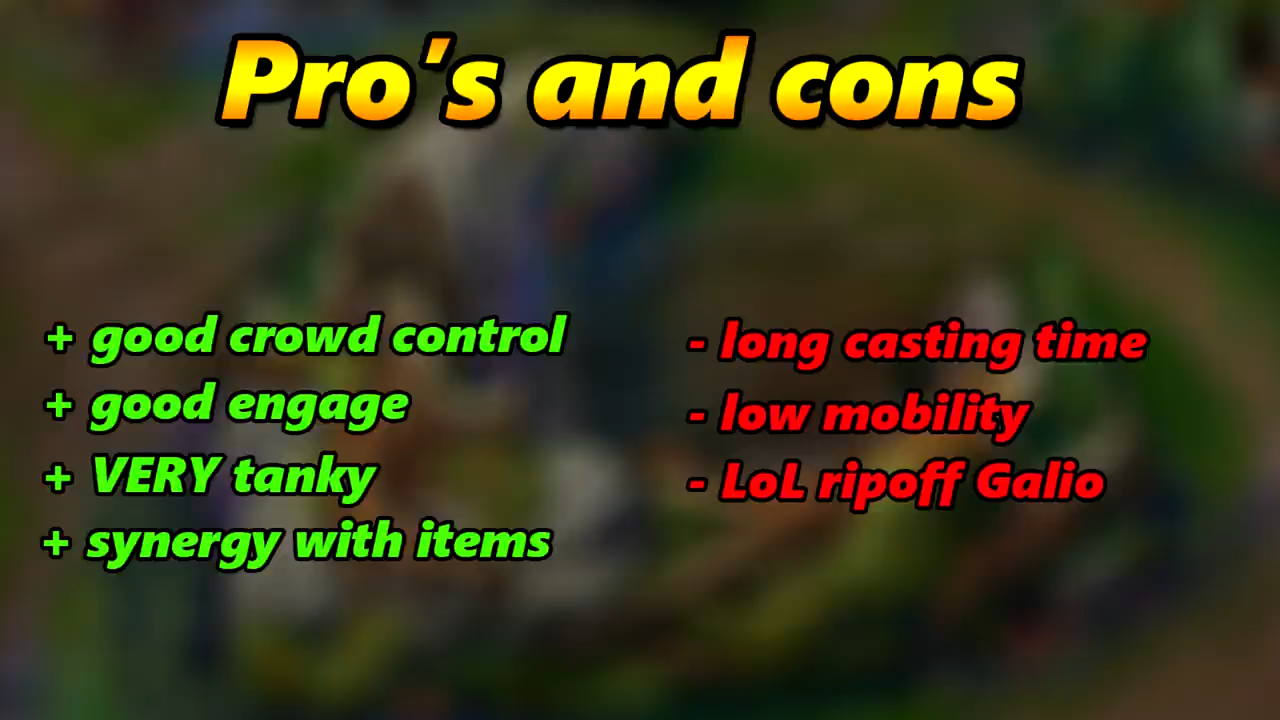 Pro's and cons
+ good crowd control
+ good engage
+ VERY tanky
+ synergy with items
- long casting time
- low mobility
- LoL ripoff Galio